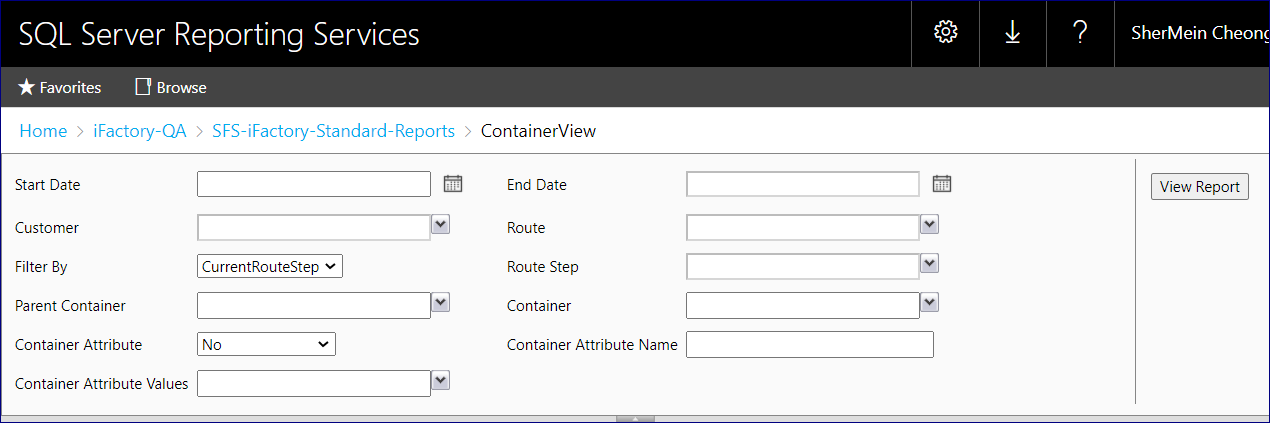 SQL Server Reporting Services
?
SherMein Cheong
Favorites
Browse
Home > iFactory-QA > SFS-iFactory-Standard-Reports > ContainerView
Start Date
End Date
View Report
Customer
Route
Filter By
CurrentRouteStep
Route Step
Parent Container
Container
Container Attribute
No
Container Attribute Name
Container Attribute Values